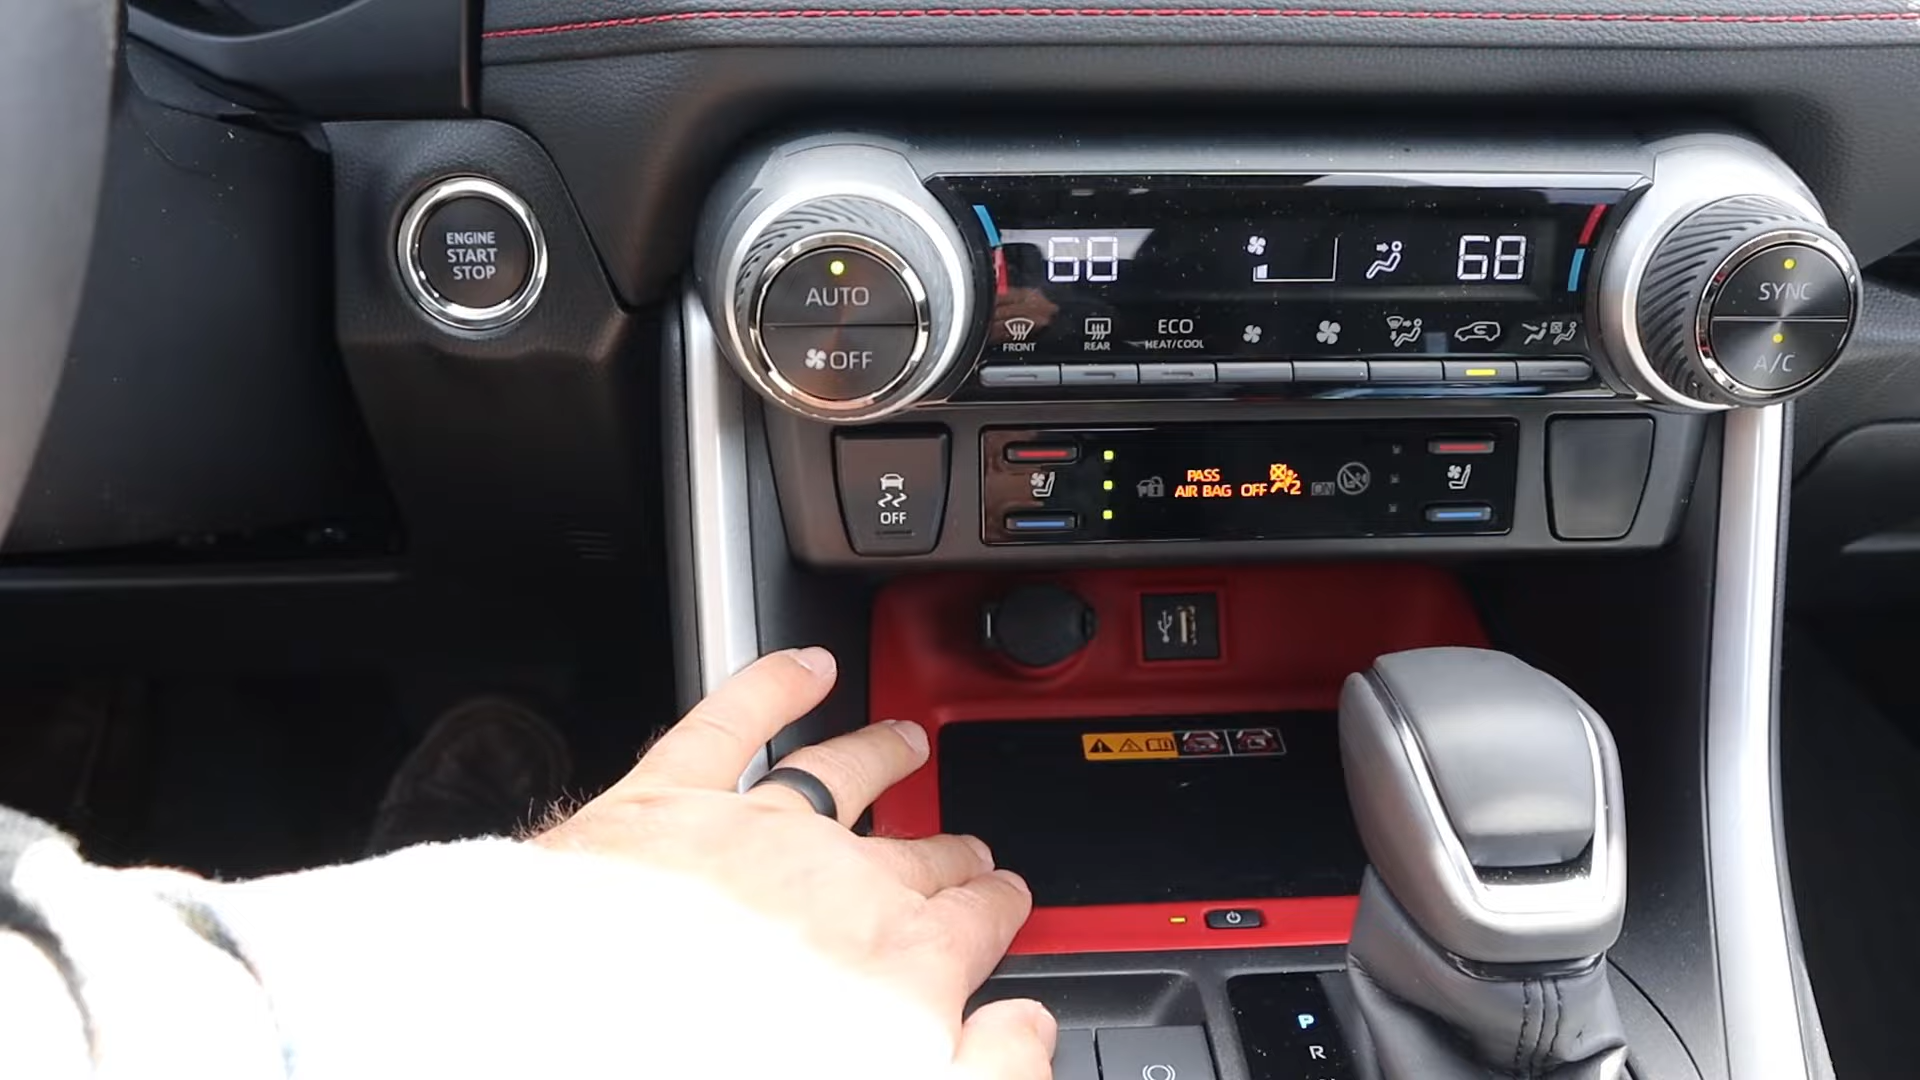 ENGINE
START
STOP
AUTO
OFF
68
68
FRONT
REAR
ECO
HEAT/COOL
SYNC
A/C
OFF
PASS
AIR BAG OFF
2
ON
P
R